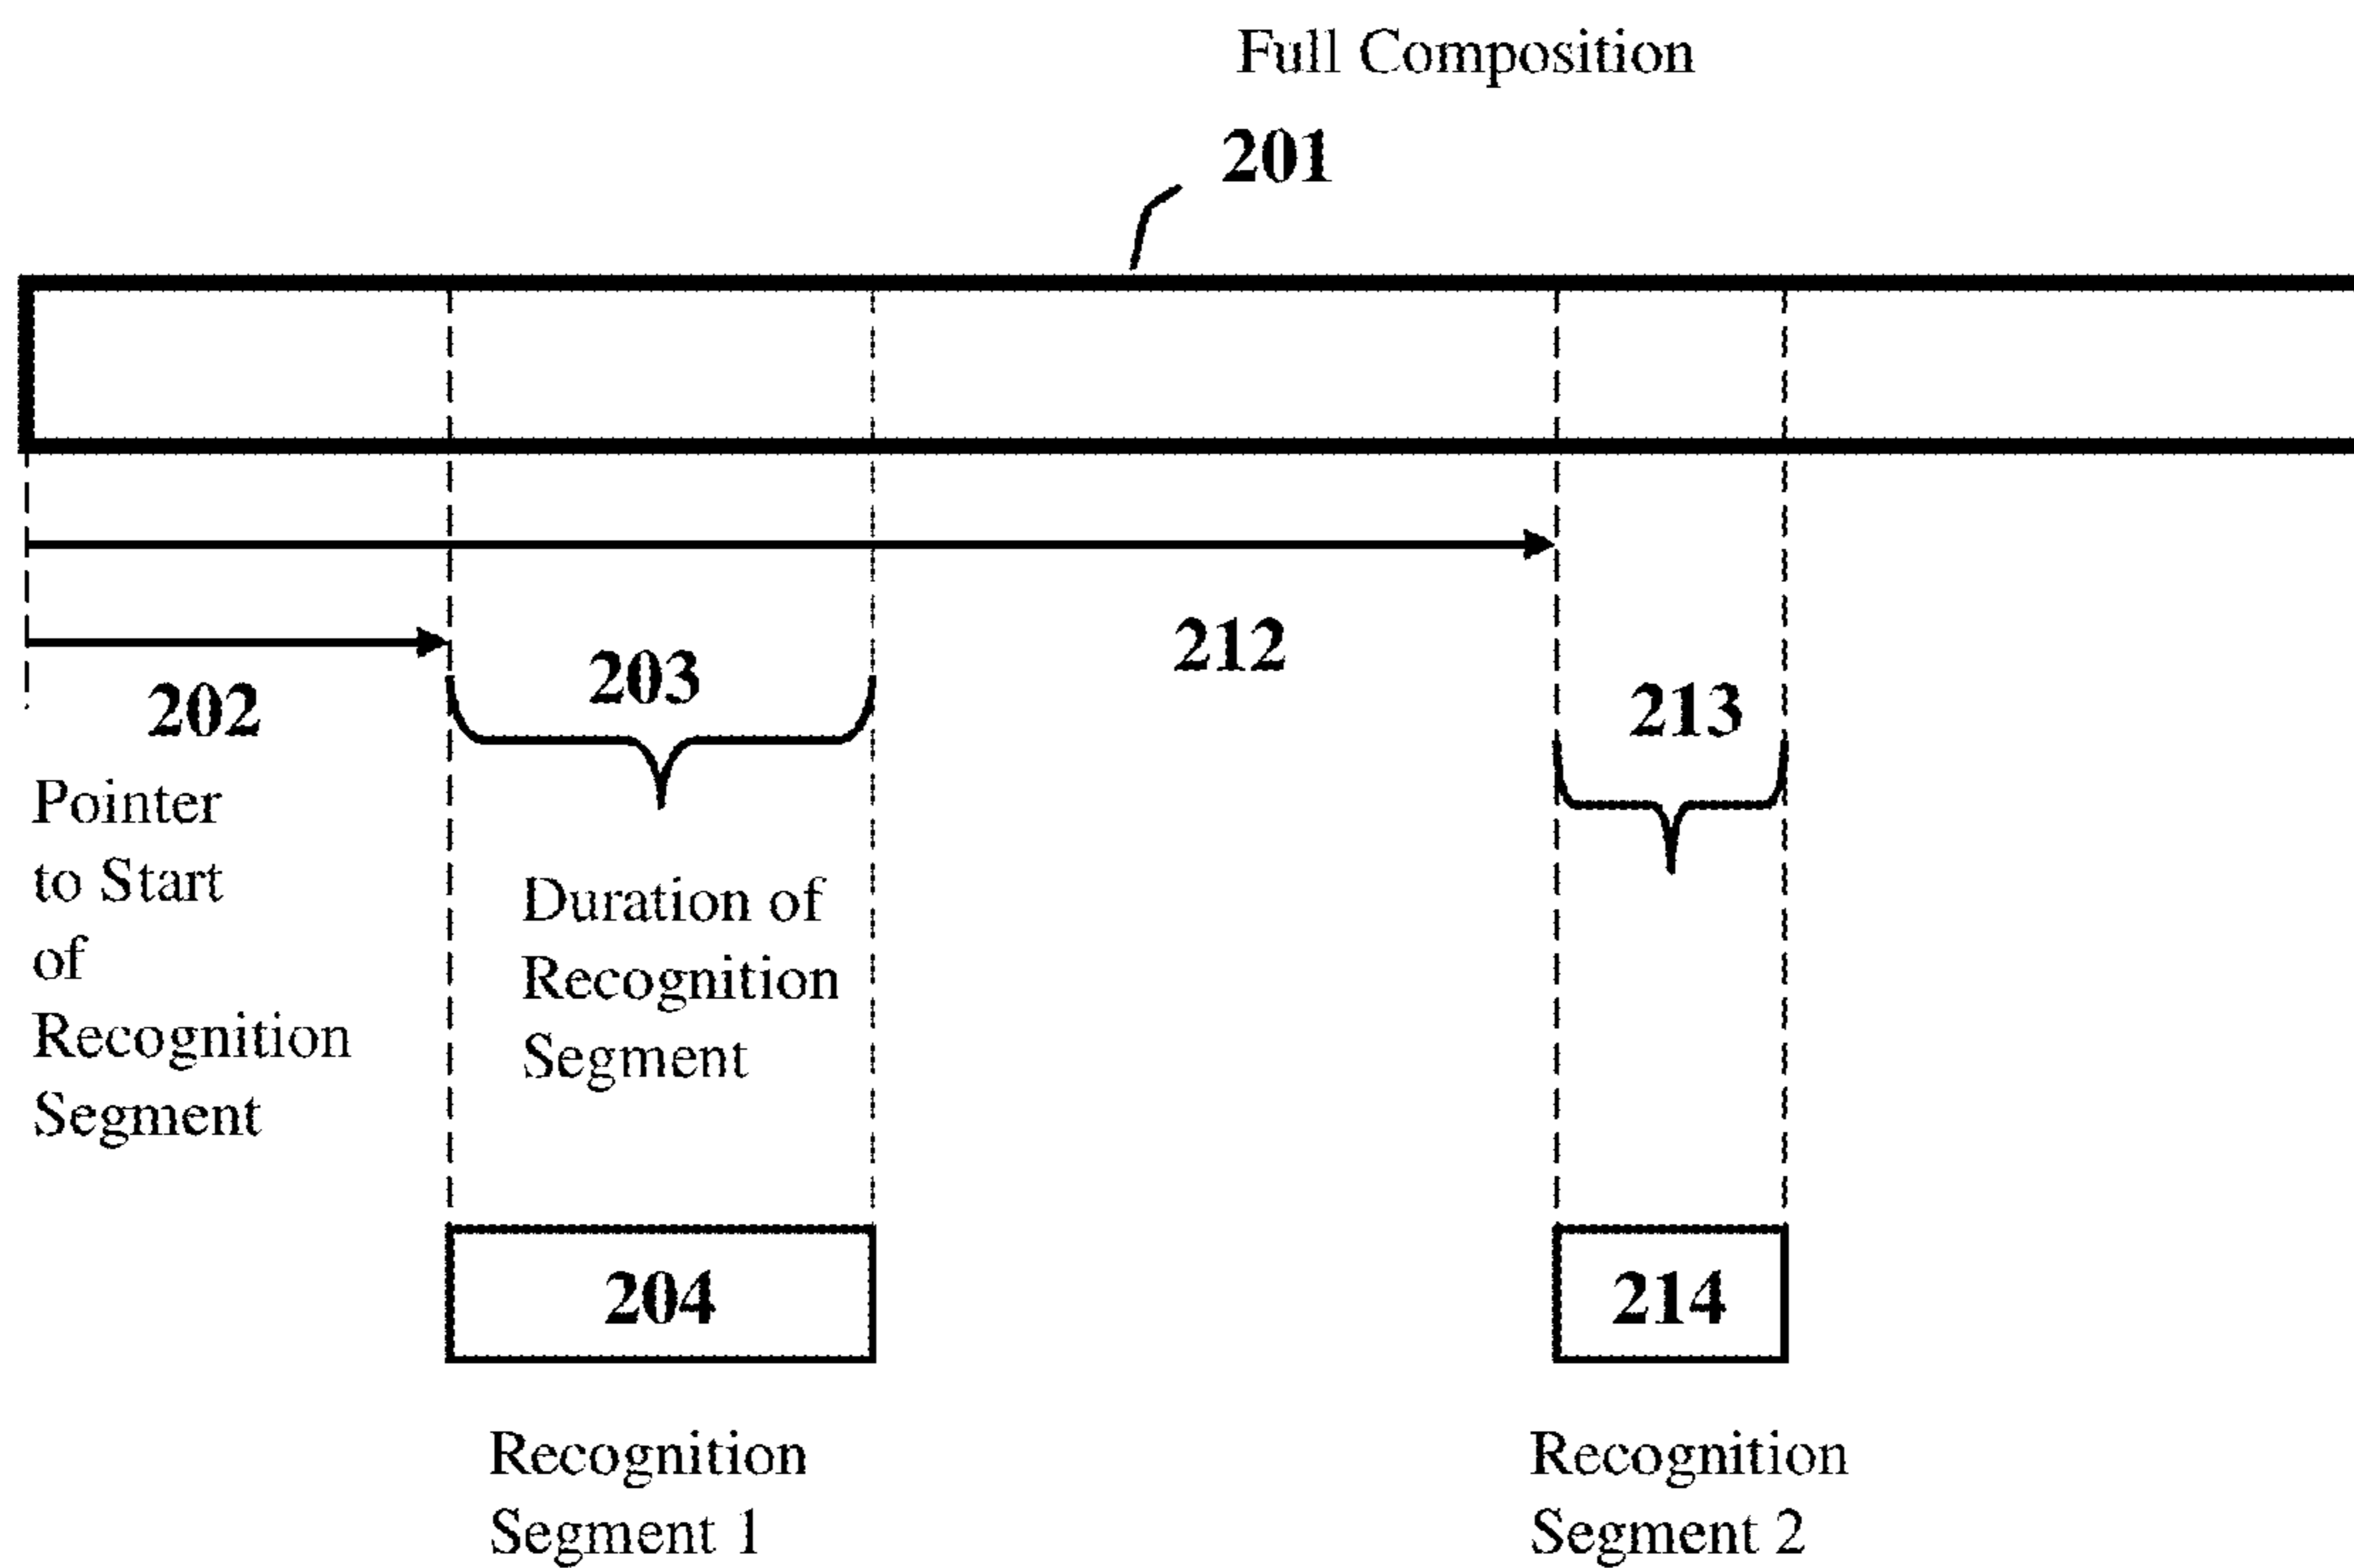 Full Composition
201
212
203
202
213
Pointer
to Start
of
Recognition
Segment
Duration of
Recognition
Segment
204
214
Recognition
Segment 1
Recognition
Segment 2